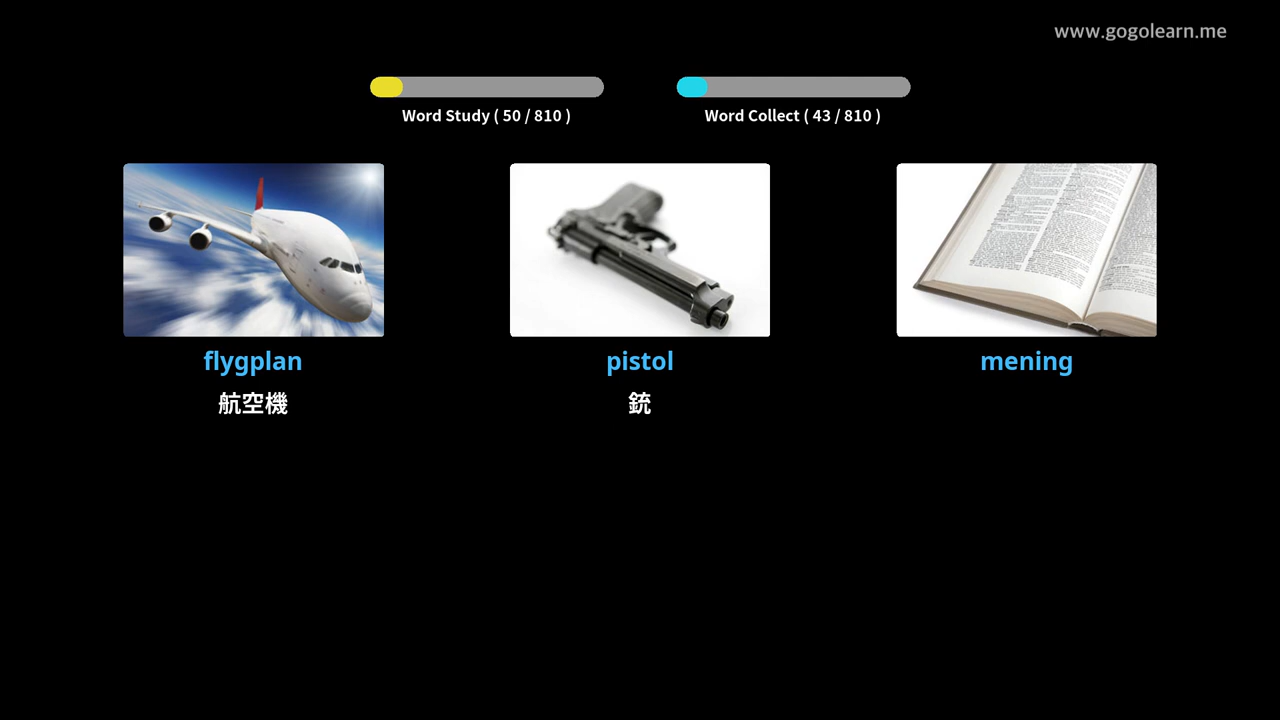 www.gogolearn.me
Word Study ( 50 / 810 )
Word Collect ( 43 / 810 )
flygplan
pistol
mening
航空機
銃